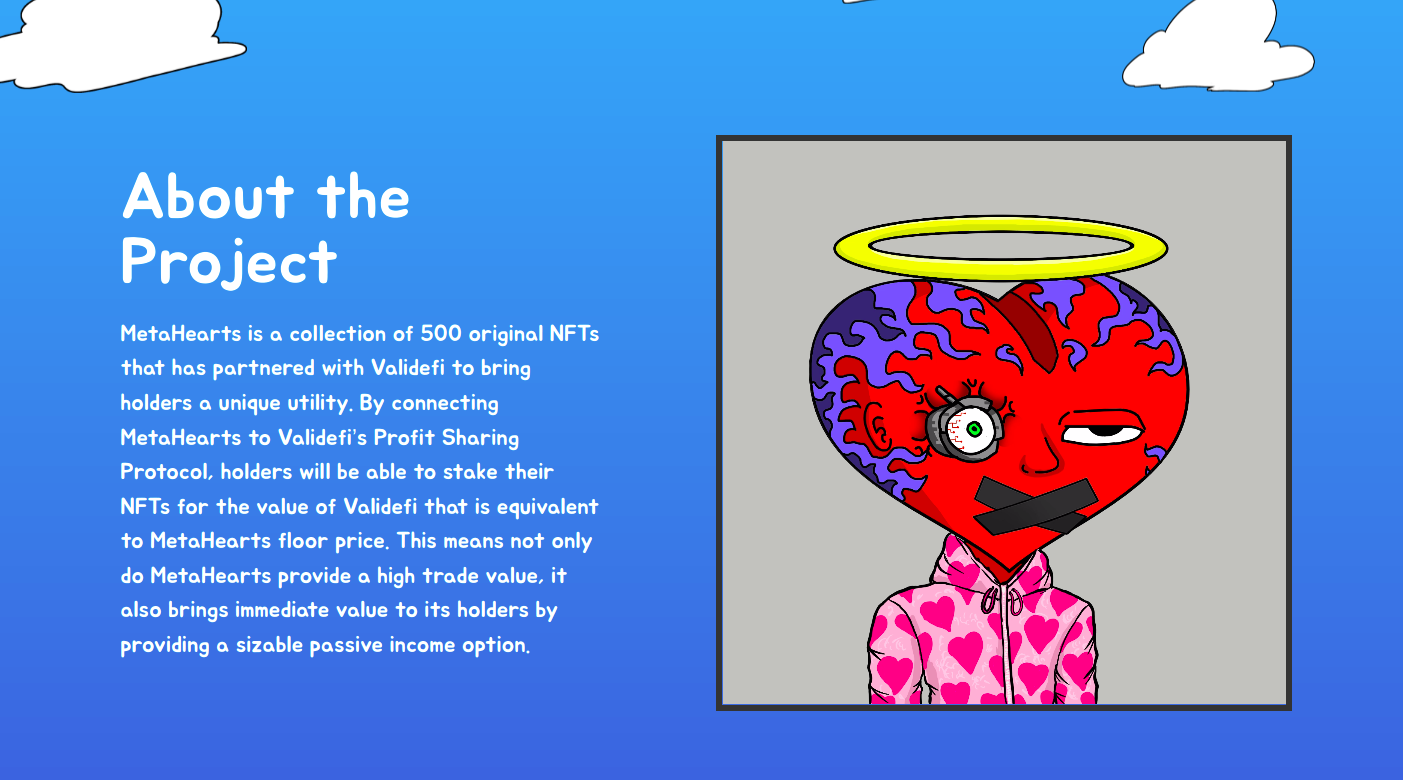 About the
Project
MetaHearts is a collection of 500 original NFTs
that has partnered with Validefi to bring
holders a unique utility. By connecting
MetaHearts to Validefi's Profit Sharing
Protocol, holders will be able to stake their
NFTs for the value of Validefi that is equivalent
to MetaHearts floor price. This means not only
do MetaHearts provide a high trade value, it
also brings immediate value to its holders by
providing a sizable passive income option.